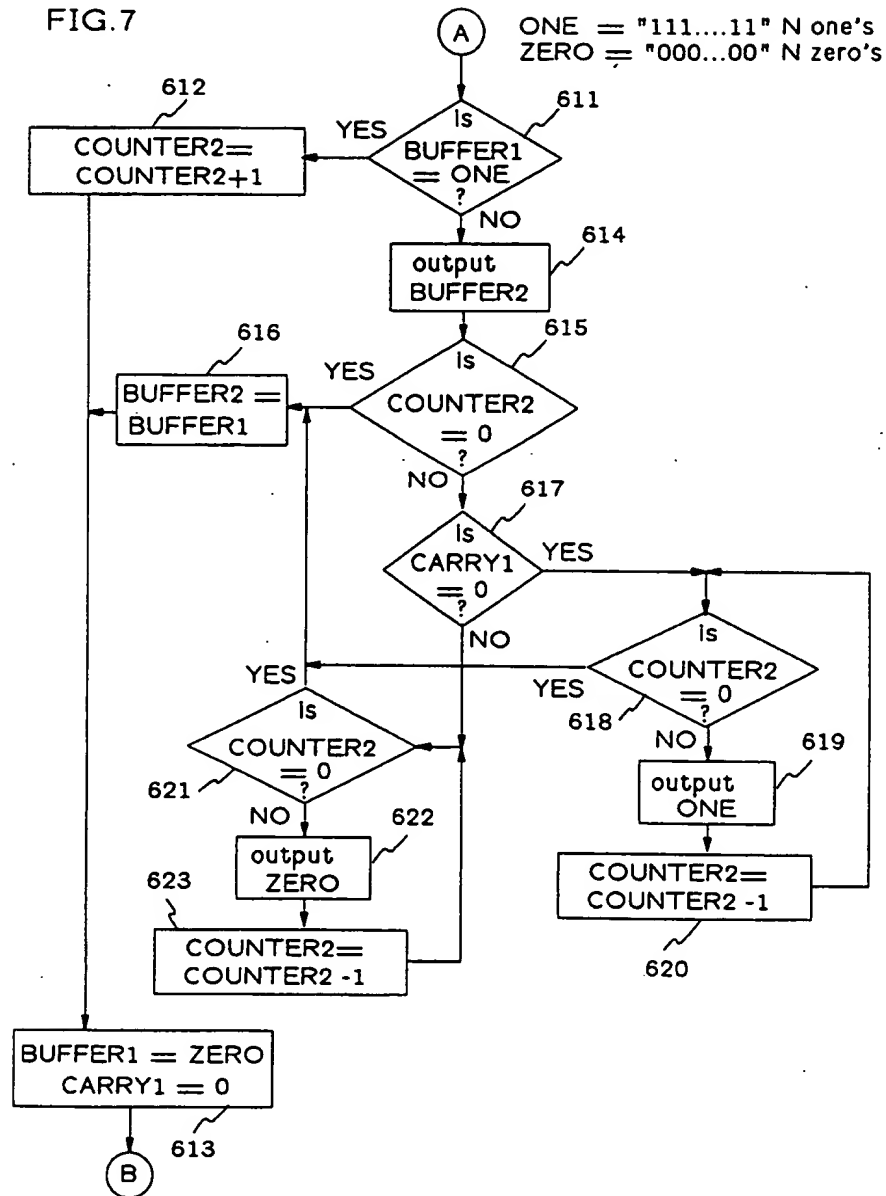 FIG.7
A
ONE = "111....11" N one's
ZERO = "000...00" N zero's
612
611
YES
is
BUFFER1
= ONE
?
COUNTER2=
COUNTER2+1
NO
614
output
BUFFER2
615
616
YES
is
COUNTER2
= 0
?
BUFFER2 =
BUFFER1
NO
617
is
CARRY1
= 0
?
YES
NO
is
COUNTER2
= 0
?
YES
618
YES
is
COUNTER2
= 0
?
621
NO
619
output
ONE
NO
622
output
ZERO
623
COUNTER2=
COUNTER2 -1
620
COUNTER2=
COUNTER2 -1
BUFFER1 = ZERO
CARRY1 = 0
613
B